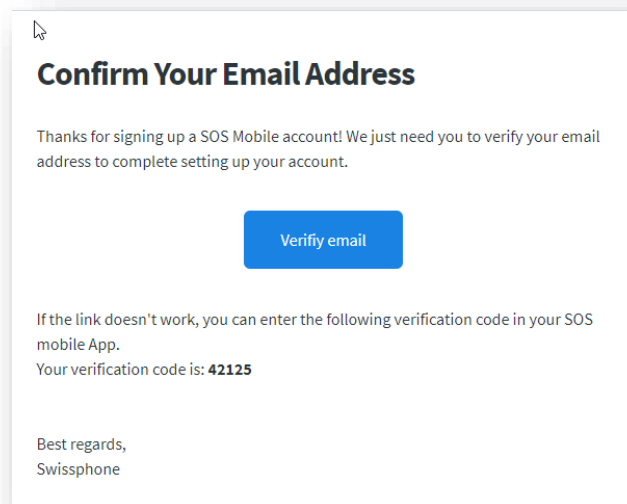 Confirm Your Email Address
Thanks for signing up a SOS Mobile account! We just need you to verify your email
address to complete setting up your account.
Verifiy email
If the link doesn't work, you can enter the following verification code in your SOS
mobile App.
Your verification code is: 42125
Best regards,
Swissphone